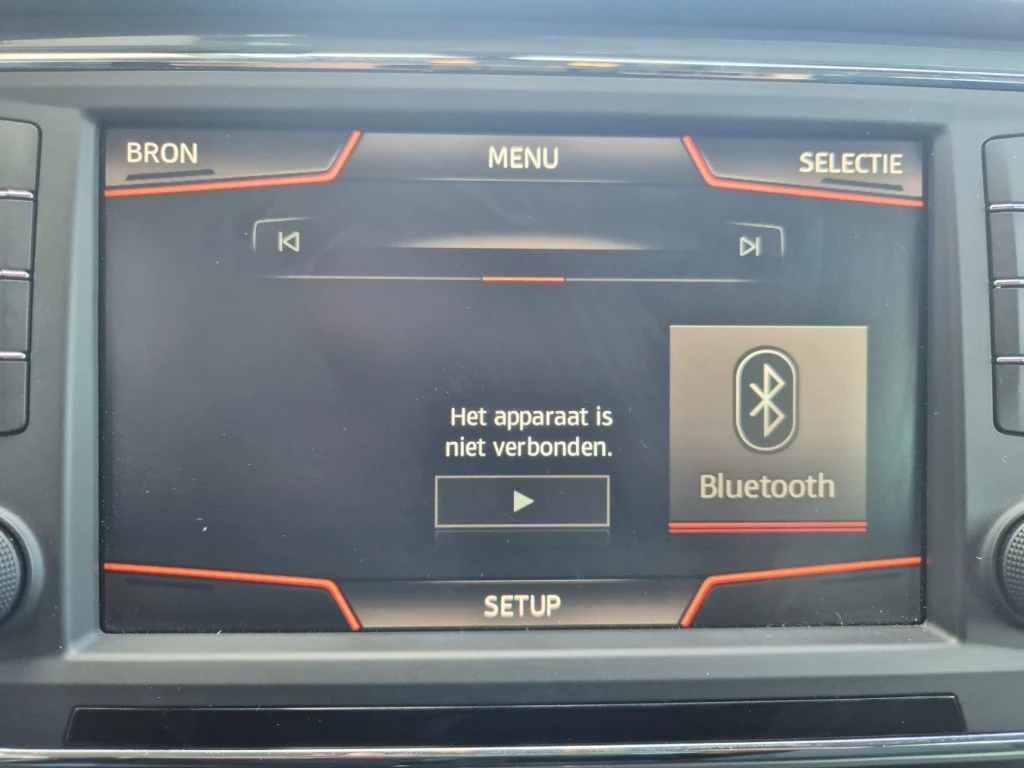 BRON
MENU
SELECTIE
Het apparaat is
niet verbonden.
Bluetooth
SETUP